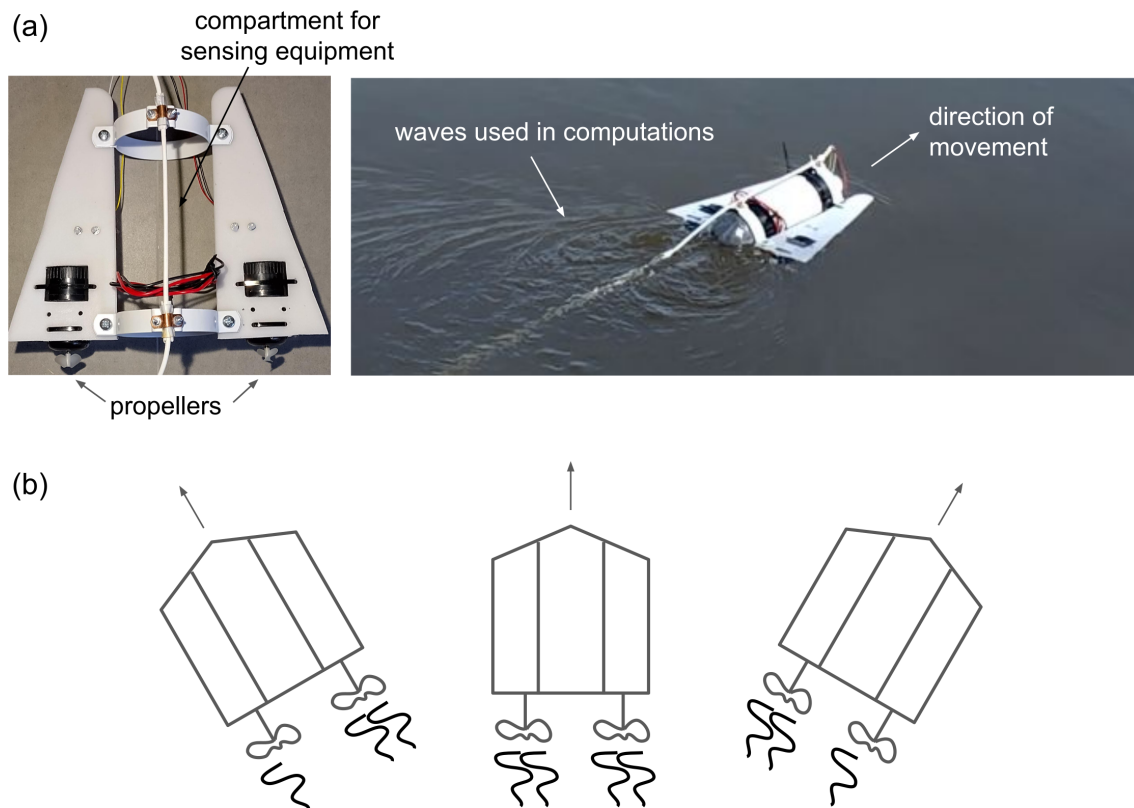 (a)
compartment for
sensing equipment
waves used in computations
direction of
movement
propellers
(b)